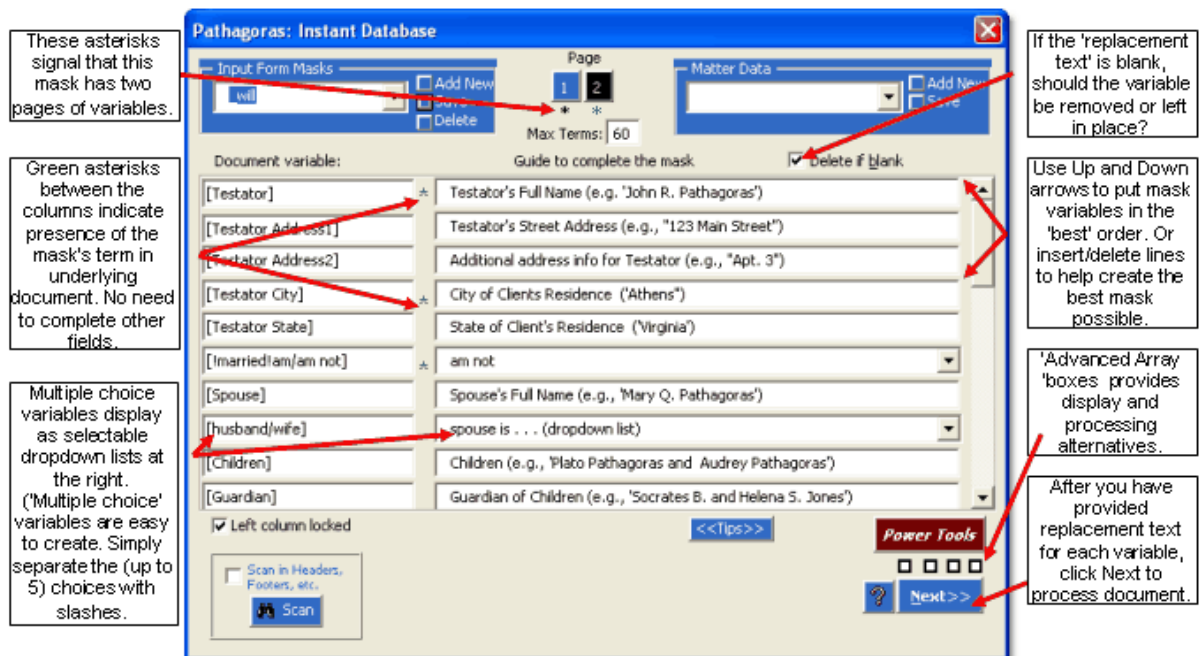 These asterisks
signal that this
mask has two
pages of variables.
Green asterisks
between the
columns indicate
presence of the
mask's term in
underlying
document. No need
to complete other
fields.
Multiple choice
variables display
as selectable
dropdown lists at
the right.
('Multiple choice'
variables are easy
to create. Simply
separate the (up to
5) choices with
slashes.
Pathagoras: Instant Database
Input Form Masks
_will
Add New
Save
Delete
Page
1 2
* *
Max Terms: 60
Matter Data
Add New
Save
Document variable:
Guide to complete the mask
Delete if blank
[Testator] * Testator's Full Name (e.g. 'John R. Pathagoras')
[Testator Address1] Testator's Street Address (e.g., "123 Main Street")
[Testator Address2] Additional address info for Testator (e.g., "Apt. 3")
[Testator City] * City of Clients Residence ('Athens")
[Testator State] State of Client's Residence ('Virginia')
[!married!am/am not] * am not
[Spouse] Spouse's Full Name (e.g., 'Mary Q. Pathagoras')
[husband/wife] spouse is . . . (dropdown list)
[Children] Children (e.g., 'Plato Pathagoras and Audrey Pathagoras')
[Guardian] Guardian of Children (e.g., 'Socrates B. and Helena S. Jones')
Left column locked
<<Tips>>
Power Tools
Scan in Headers,
Footers, etc.
Scan
?
Next>>
If the 'replacement
text' is blank,
should the variable
be removed or left
in place?
Use Up and Down
arrows to put mask
variables in the
'best' order. Or
insert/delete lines
to help create the
best mask
possible.
'Advanced Array
'boxes provides
display and
processing
alternatives.
After you have
provided
replacement text
for each variable,
click Next to
process document.